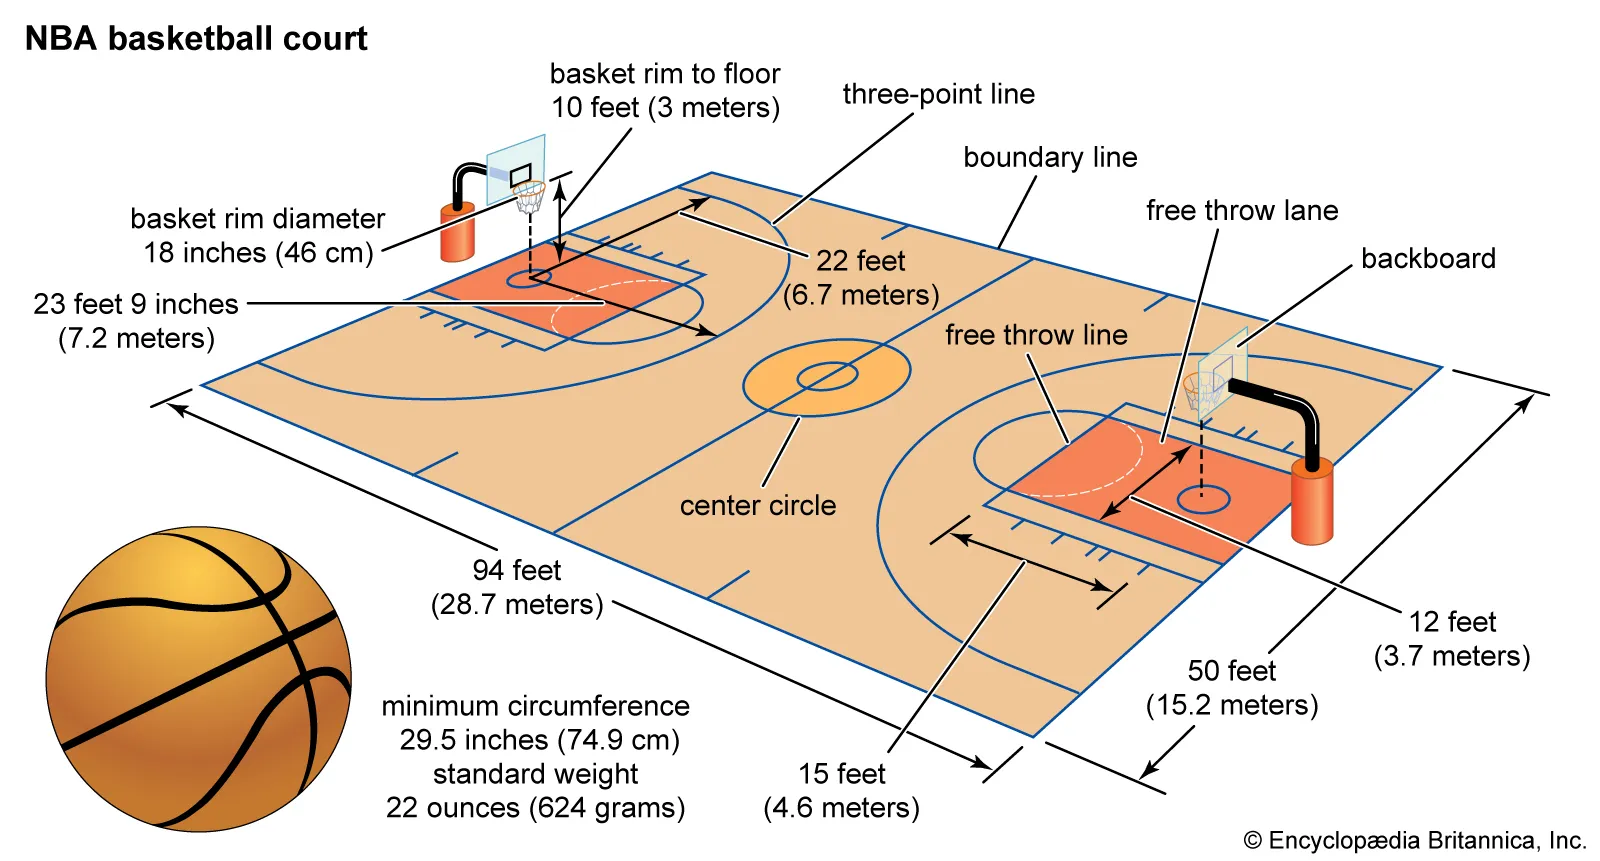 NBA basketball court
basket rim to floor
10 feet (3 meters)
three-point line
boundary line
free throw lane
backboard
basket rim diameter
18 inches (46 cm)
22 feet
(6.7 meters)
23 feet 9 inches
(7.2 meters)
free throw line
center circle
94 feet
(28.7 meters)
12 feet
(3.7 meters)
50 feet
(15.2 meters)
15 feet
(4.6 meters)
minimum circumference
29.5 inches (74.9 cm)
standard weight
22 ounces (624 grams)
© Encyclopædia Britannica, Inc.